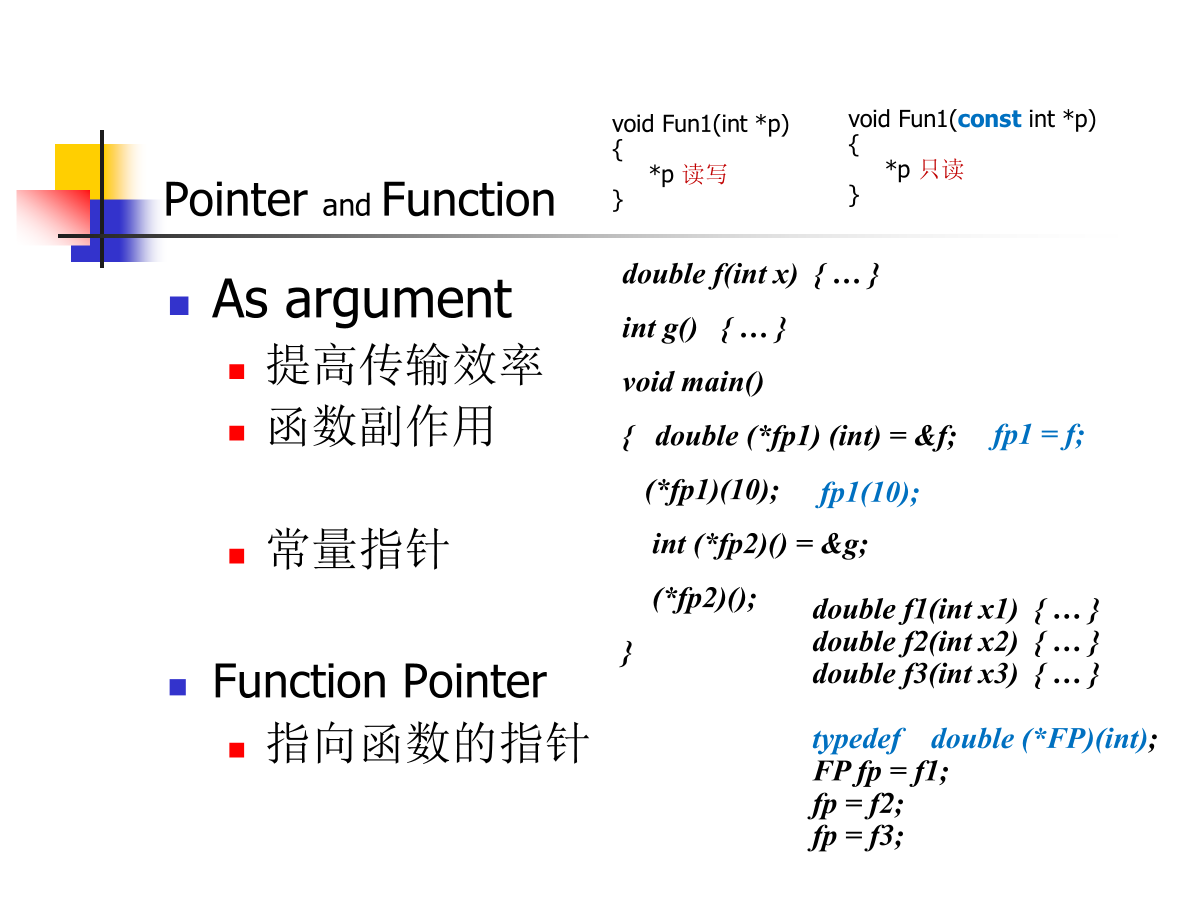 void Fun1(int *p)
{
*p 读写
}
void Fun1(const int *p)
{
*p 只读
}
Pointer and Function
As argument
提高传输效率
函数副作用
常量指针
Function Pointer
指向函数的指针
double f(int x) { … }
int g() { … }
void main()
{ double (*fp1) (int) = &f; fp1 = f;
(*fp1)(10); fp1(10);
int (*fp2)() = &g;
(*fp2)();
}
double f1(int x1) { … }
double f2(int x2) { … }
double f3(int x3) { … }
typedef double (*FP)(int);
FP fp = f1;
fp = f2;
fp = f3;